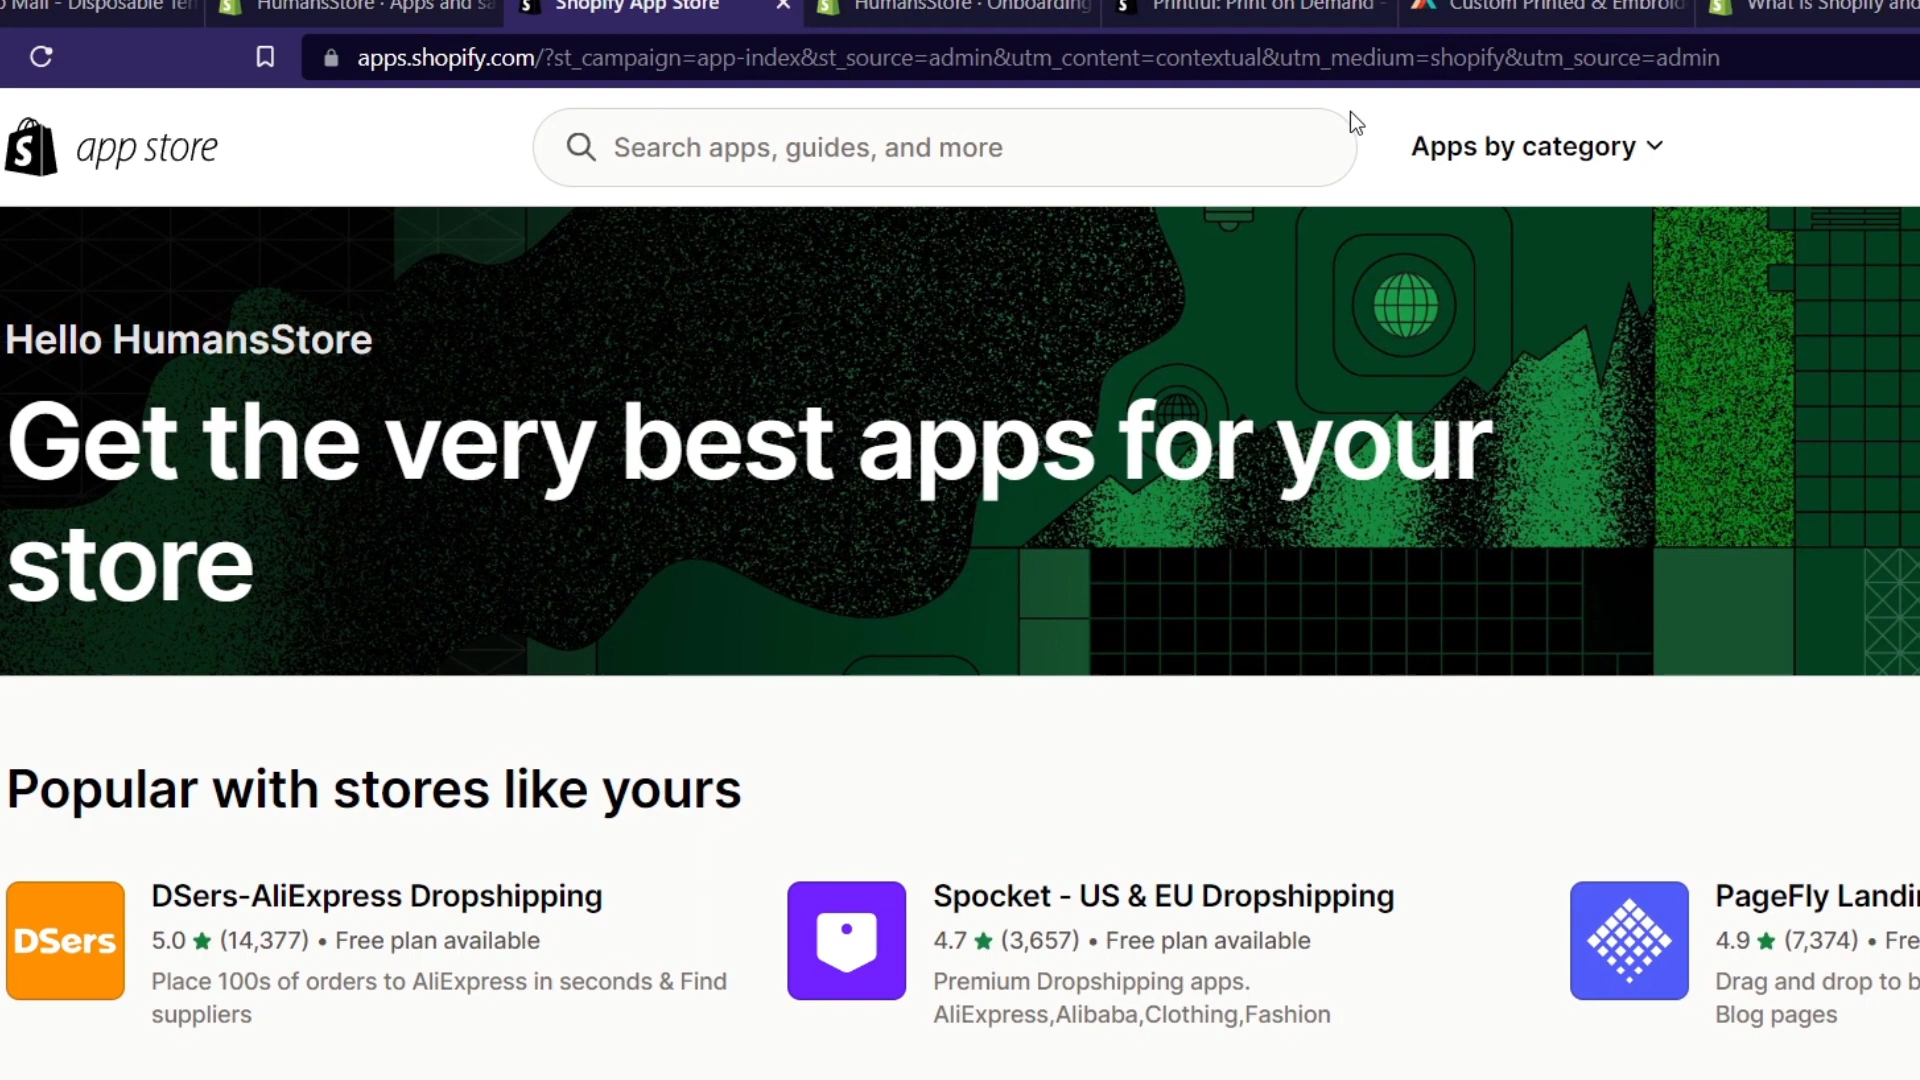 Mail - Disposable Tem
HumansStore · Apps and sa
Shopify App Store
HumansStore · Onboarding
Printful: Print on Demand -
Custom Printed & Embroid
What is Shopify and
apps.shopify.com/?st_campaign=app-index&st_source=admin&utm_content=contextual&utm_medium=shopify&utm_source=admin
app store
Search apps, guides, and more
Apps by category
Hello HumansStore
Get the very best apps for your
store
Popular with stores like yours
DSers
DSers-AliExpress Dropshipping
5.0 ★ (14,377) • Free plan available
Place 100s of orders to AliExpress in seconds & Find
suppliers
Spocket - US & EU Dropshipping
4.7 ★ (3,657) • Free plan available
Premium Dropshipping apps.
AliExpress,Alibaba,Clothing,Fashion
PageFly Landi
4.9 ★ (7,374) • Fre
Drag and drop to b
Blog pages